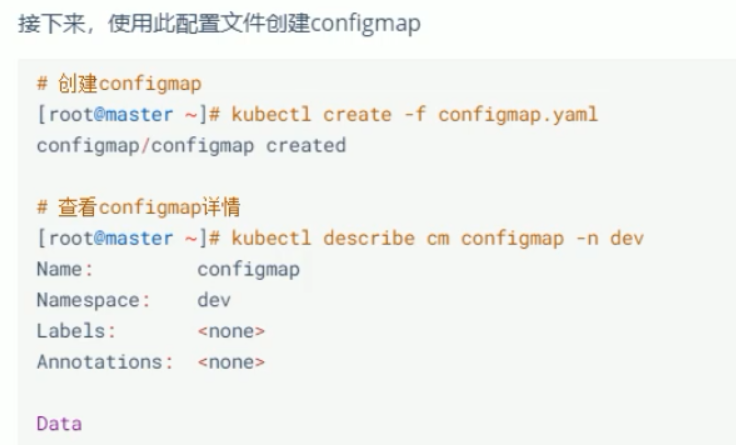 接下来，使用此配置文件创建configmap
# 创建configmap
[root@master ~]# kubectl create -f configmap.yaml
configmap/configmap created
# 查看configmap详情
[root@master ~]# kubectl describe cm configmap -n dev
Name:         configmap
Namespace:    dev
Labels:       <none>
Annotations:  <none>
Data